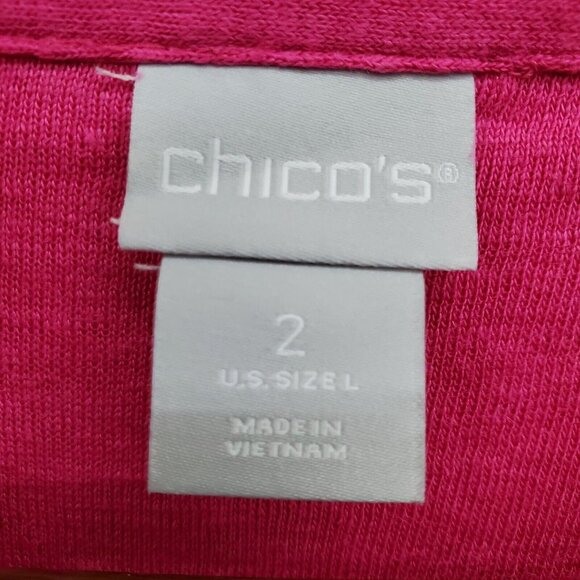 chico's®
2
U.S. SIZE L
MADE IN
VIETNAM